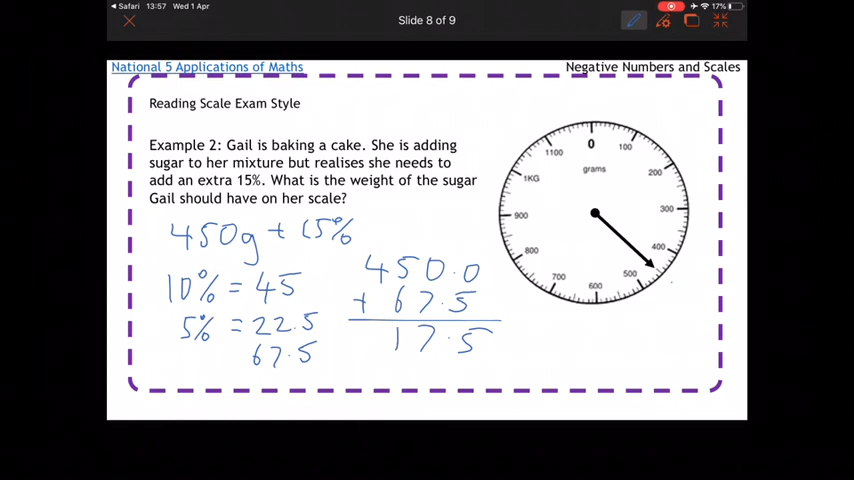 Safari 13:57 Wed 1 Apr 17%
Slide 8 of 9
National 5 Applications of Maths Negative Numbers and Scales
Reading Scale Exam Style
Example 2: Gail is baking a cake. She is adding
sugar to her mixture but realises she needs to
add an extra 15%. What is the weight of the sugar
Gail should have on her scale?
450g + 15%
10% = 45
5% = 22.5
67.5
450.0
+ 67.5
17.5
0
100
200
300
400
500
600
700
800
900
1KG
1100
grams